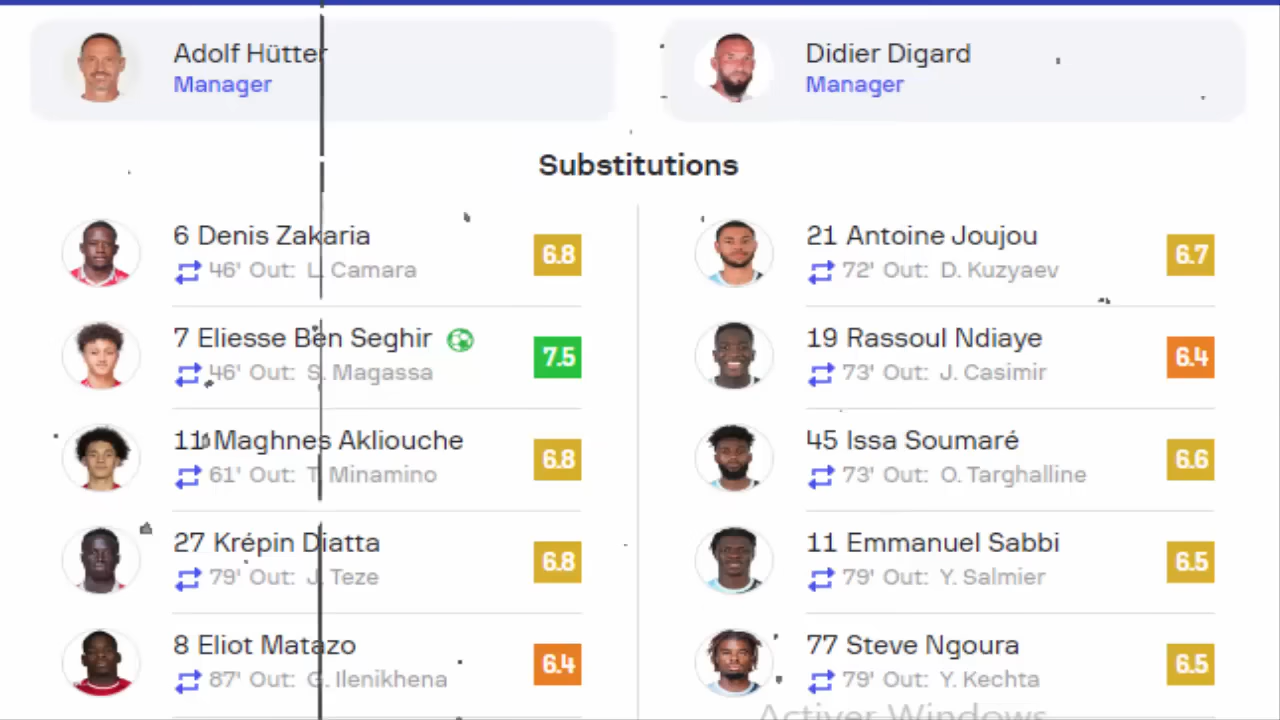 Adolf Hütter
Manager
Didier Digard
Manager
Substitutions
6 Denis Zakaria
46' Out: L. Camara
6.8
7 Eliesse Ben Seghir
46' Out: S. Magassa
7.5
11 Maghnes Akliouche
61' Out: T. Minamino
6.8
27 Krépin Diatta
79' Out: J. Teze
6.8
8 Eliot Matazo
87' Out: G. Ilenikhena
6.4
21 Antoine Joujou
72' Out: D. Kuzyaev
6.7
19 Rassoul Ndiaye
73' Out: J. Casimir
6.4
45 Issa Soumaré
73' Out: O. Targhalline
6.6
11 Emmanuel Sabbi
79' Out: Y. Salmier
6.5
77 Steve Ngoura
79' Out: Y. Kechta
6.5
Activer Windows